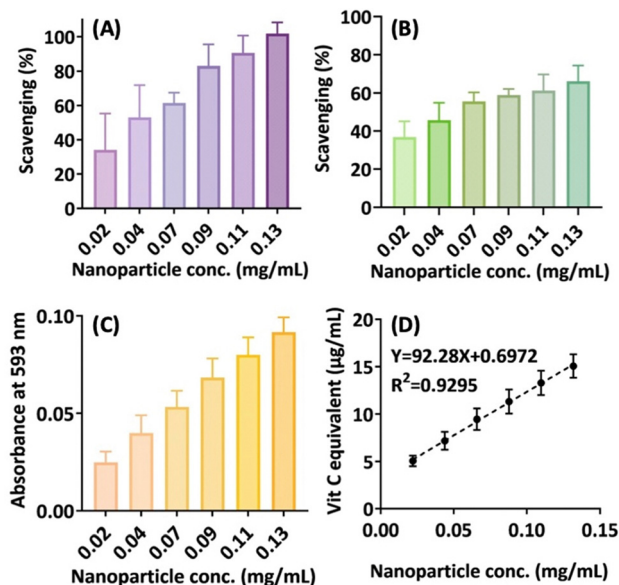 (A)
Scavenging (%)
100
80
60
40
20
0
0.02 0.04 0.07 0.09 0.11 0.13
Nanoparticle conc. (mg/mL)
(B)
Scavenging (%)
100
80
60
40
20
0
0.02 0.04 0.07 0.09 0.11 0.13
Nanoparticle conc. (mg/mL)
(C)
Absorbance at 593 nm
0.10
0.05
0.00
0.02 0.04 0.07 0.09 0.11 0.13
Nanoparticle conc. (mg/mL)
(D)
Y=92.28X+0.6972
R²=0.9295
Vit C equivalent (µg/mL)
20
15
10
5
0
0.00 0.05 0.10 0.15
Nanoparticle conc. (mg/mL)